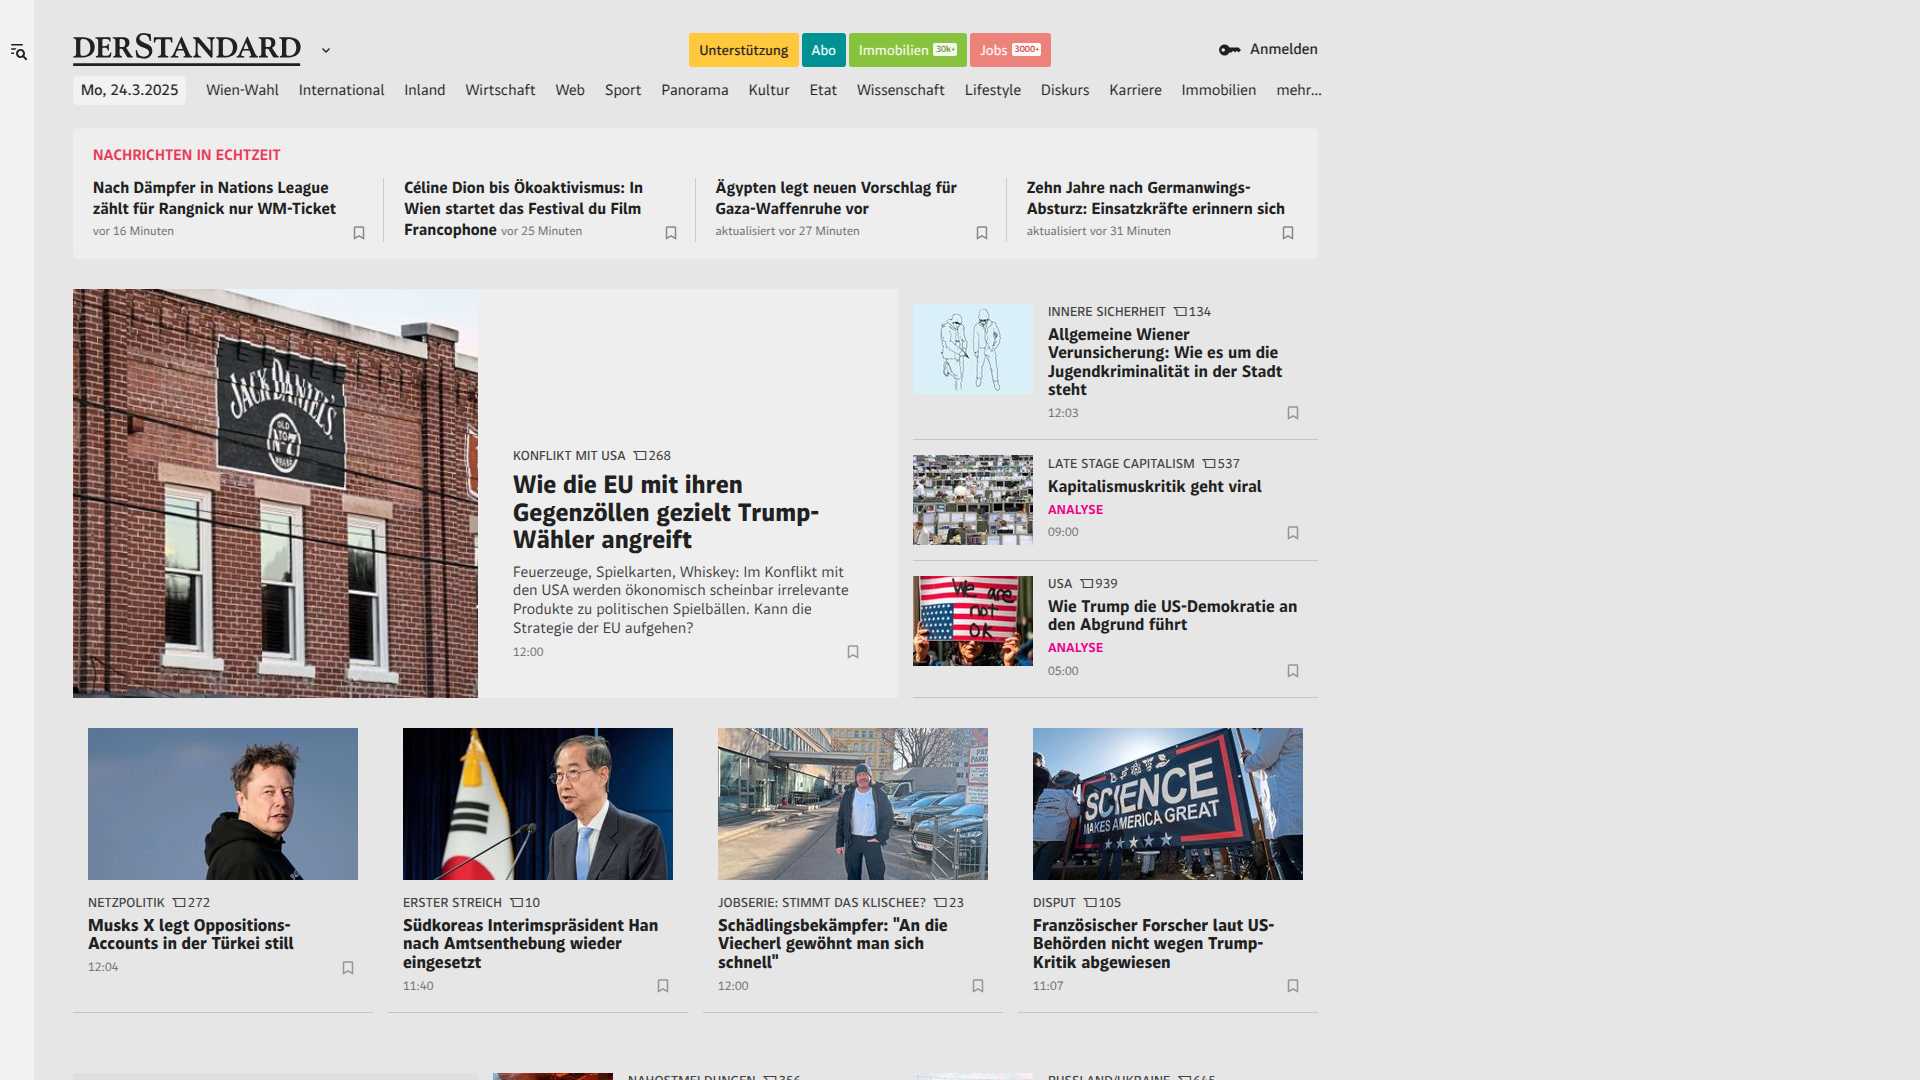 DERSTANDARD
Unterstützung
Abo
Immobilien 30k+
Jobs 3000+
Anmelden
Mo, 24.3.2025
Wien-Wahl
International
Inland
Wirtschaft
Web
Sport
Panorama
Kultur
Etat
Wissenschaft
Lifestyle
Diskurs
Karriere
Immobilien
mehr...
NACHRICHTEN IN ECHTZEIT
Nach Dämpfer in Nations League
zählt für Rangnick nur WM-Ticket
vor 16 Minuten
Céline Dion bis Ökoaktivismus: In
Wien startet das Festival du Film
Francophone vor 25 Minuten
Ägypten legt neuen Vorschlag für
Gaza-Waffenruhe vor
aktualisiert vor 27 Minuten
Zehn Jahre nach Germanwings-
Absturz: Einsatzkräfte erinnern sich
aktualisiert vor 31 Minuten
JACK DANIEL'S
OLD
NO. 7
KONFLIKT MIT USA 268
Wie die EU mit ihren
Gegenzöllen gezielt Trump-
Wähler angreift
Feuerzeuge, Spielkarten, Whiskey: Im Konflikt mit
den USA werden ökonomisch scheinbar irrelevante
Produkte zu politischen Spielbällen. Kann die
Strategie der EU aufgehen?
12:00
INNERE SICHERHEIT 134
Allgemeine Wiener
Verunsicherung: Wie es um die
Jugendkriminalität in der Stadt
steht
12:03
LATE STAGE CAPITALISM 537
Kapitalismuskritik geht viral
ANALYSE
09:00
We are
not
OK
USA 939
Wie Trump die US-Demokratie an
den Abgrund führt
ANALYSE
05:00
NETZPOLITIK 272
Musks X legt Oppositions-
Accounts in der Türkei still
12:04
ERSTER STREICH 10
Südkoreas Interimspräsident Han
nach Amtsenthebung wieder
eingesetzt
11:40
JOBSERIE: STIMMT DAS KLISCHEE? 23
Schädlingsbekämpfer: "An die
Viecherl gewöhnt man sich
schnell"
12:00
SCIENCE
MAKES AMERICA GREAT
DISPUT 105
Französischer Forscher laut US-
Behörden nicht wegen Trump-
Kritik abgewiesen
11:07
NAHOSTMELDUNGEN 356
RUSSLAND/UKRAINE 645